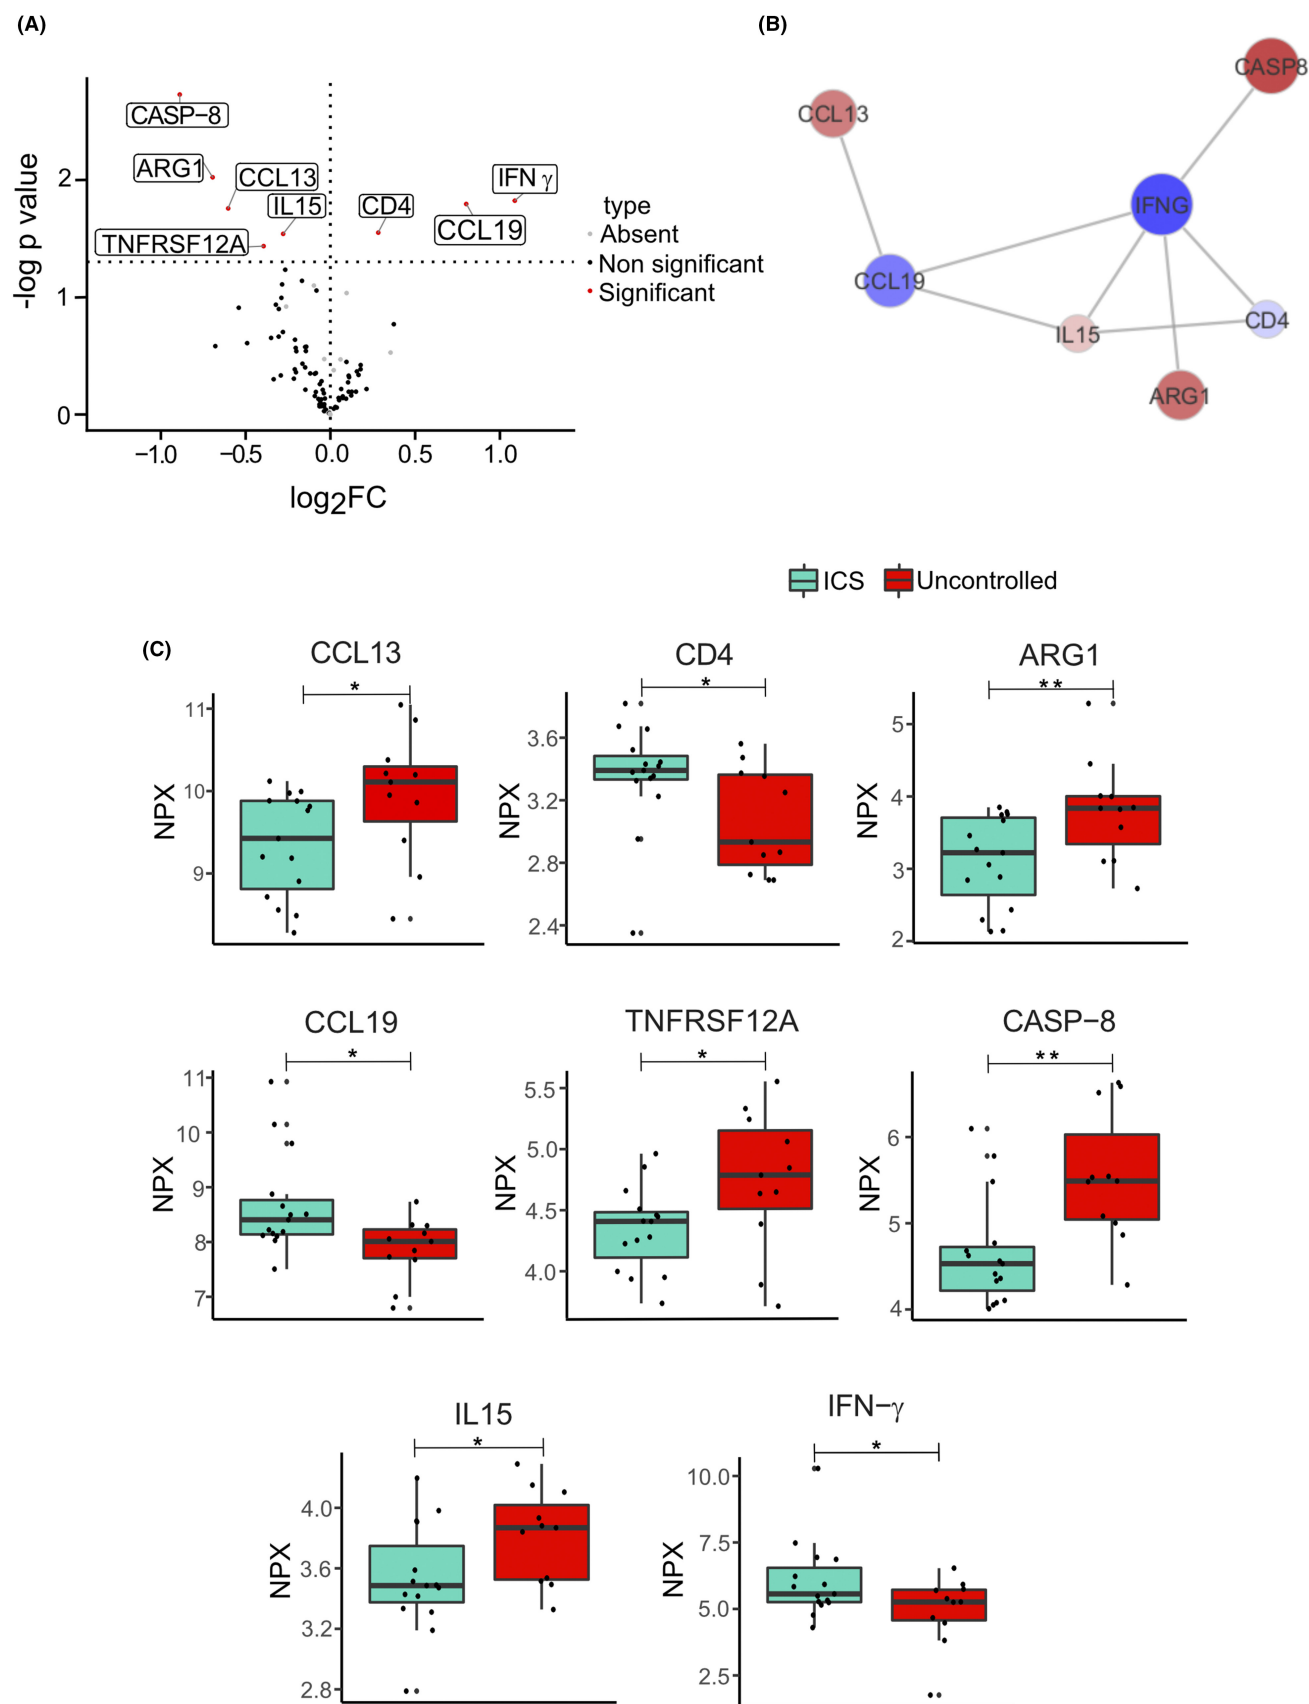 (A)
-log p value
2
1
0
CASP−8
ARG1
CCL13
IL15
TNFRSF12A
CD4
CCL19
IFN γ
−1.0
−0.5
0.0
0.5
1.0
log2FC
type
Absent
Non significant
Significant
(B)
CASP8
CCL13
IFNG
CCL19
IL15
CD4
ARG1
ICS
Uncontrolled
(C)
CCL13
*
NPX
11
10
9
CD4
*
NPX
3.6
3.2
2.8
2.4
ARG1
**
NPX
5
4
3
2
CCL19
*
NPX
11
10
9
8
7
TNFRSF12A
*
NPX
5.5
5.0
4.5
4.0
CASP−8
**
NPX
6
5
4
IL15
*
NPX
4.0
3.6
3.2
2.8
IFN−γ
*
NPX
10.0
7.5
5.0
2.5